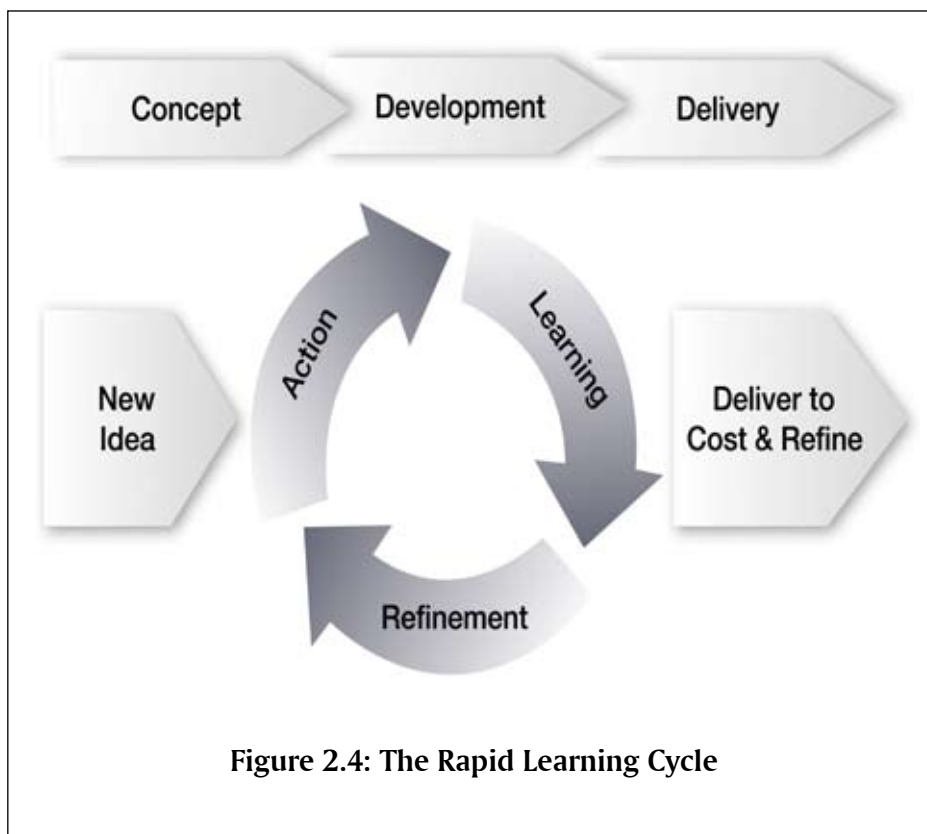 Concept
Development
Delivery
New
Idea
Action
Learning
Refinement
Deliver to
Cost & Refine
Figure 2.4: The Rapid Learning Cycle